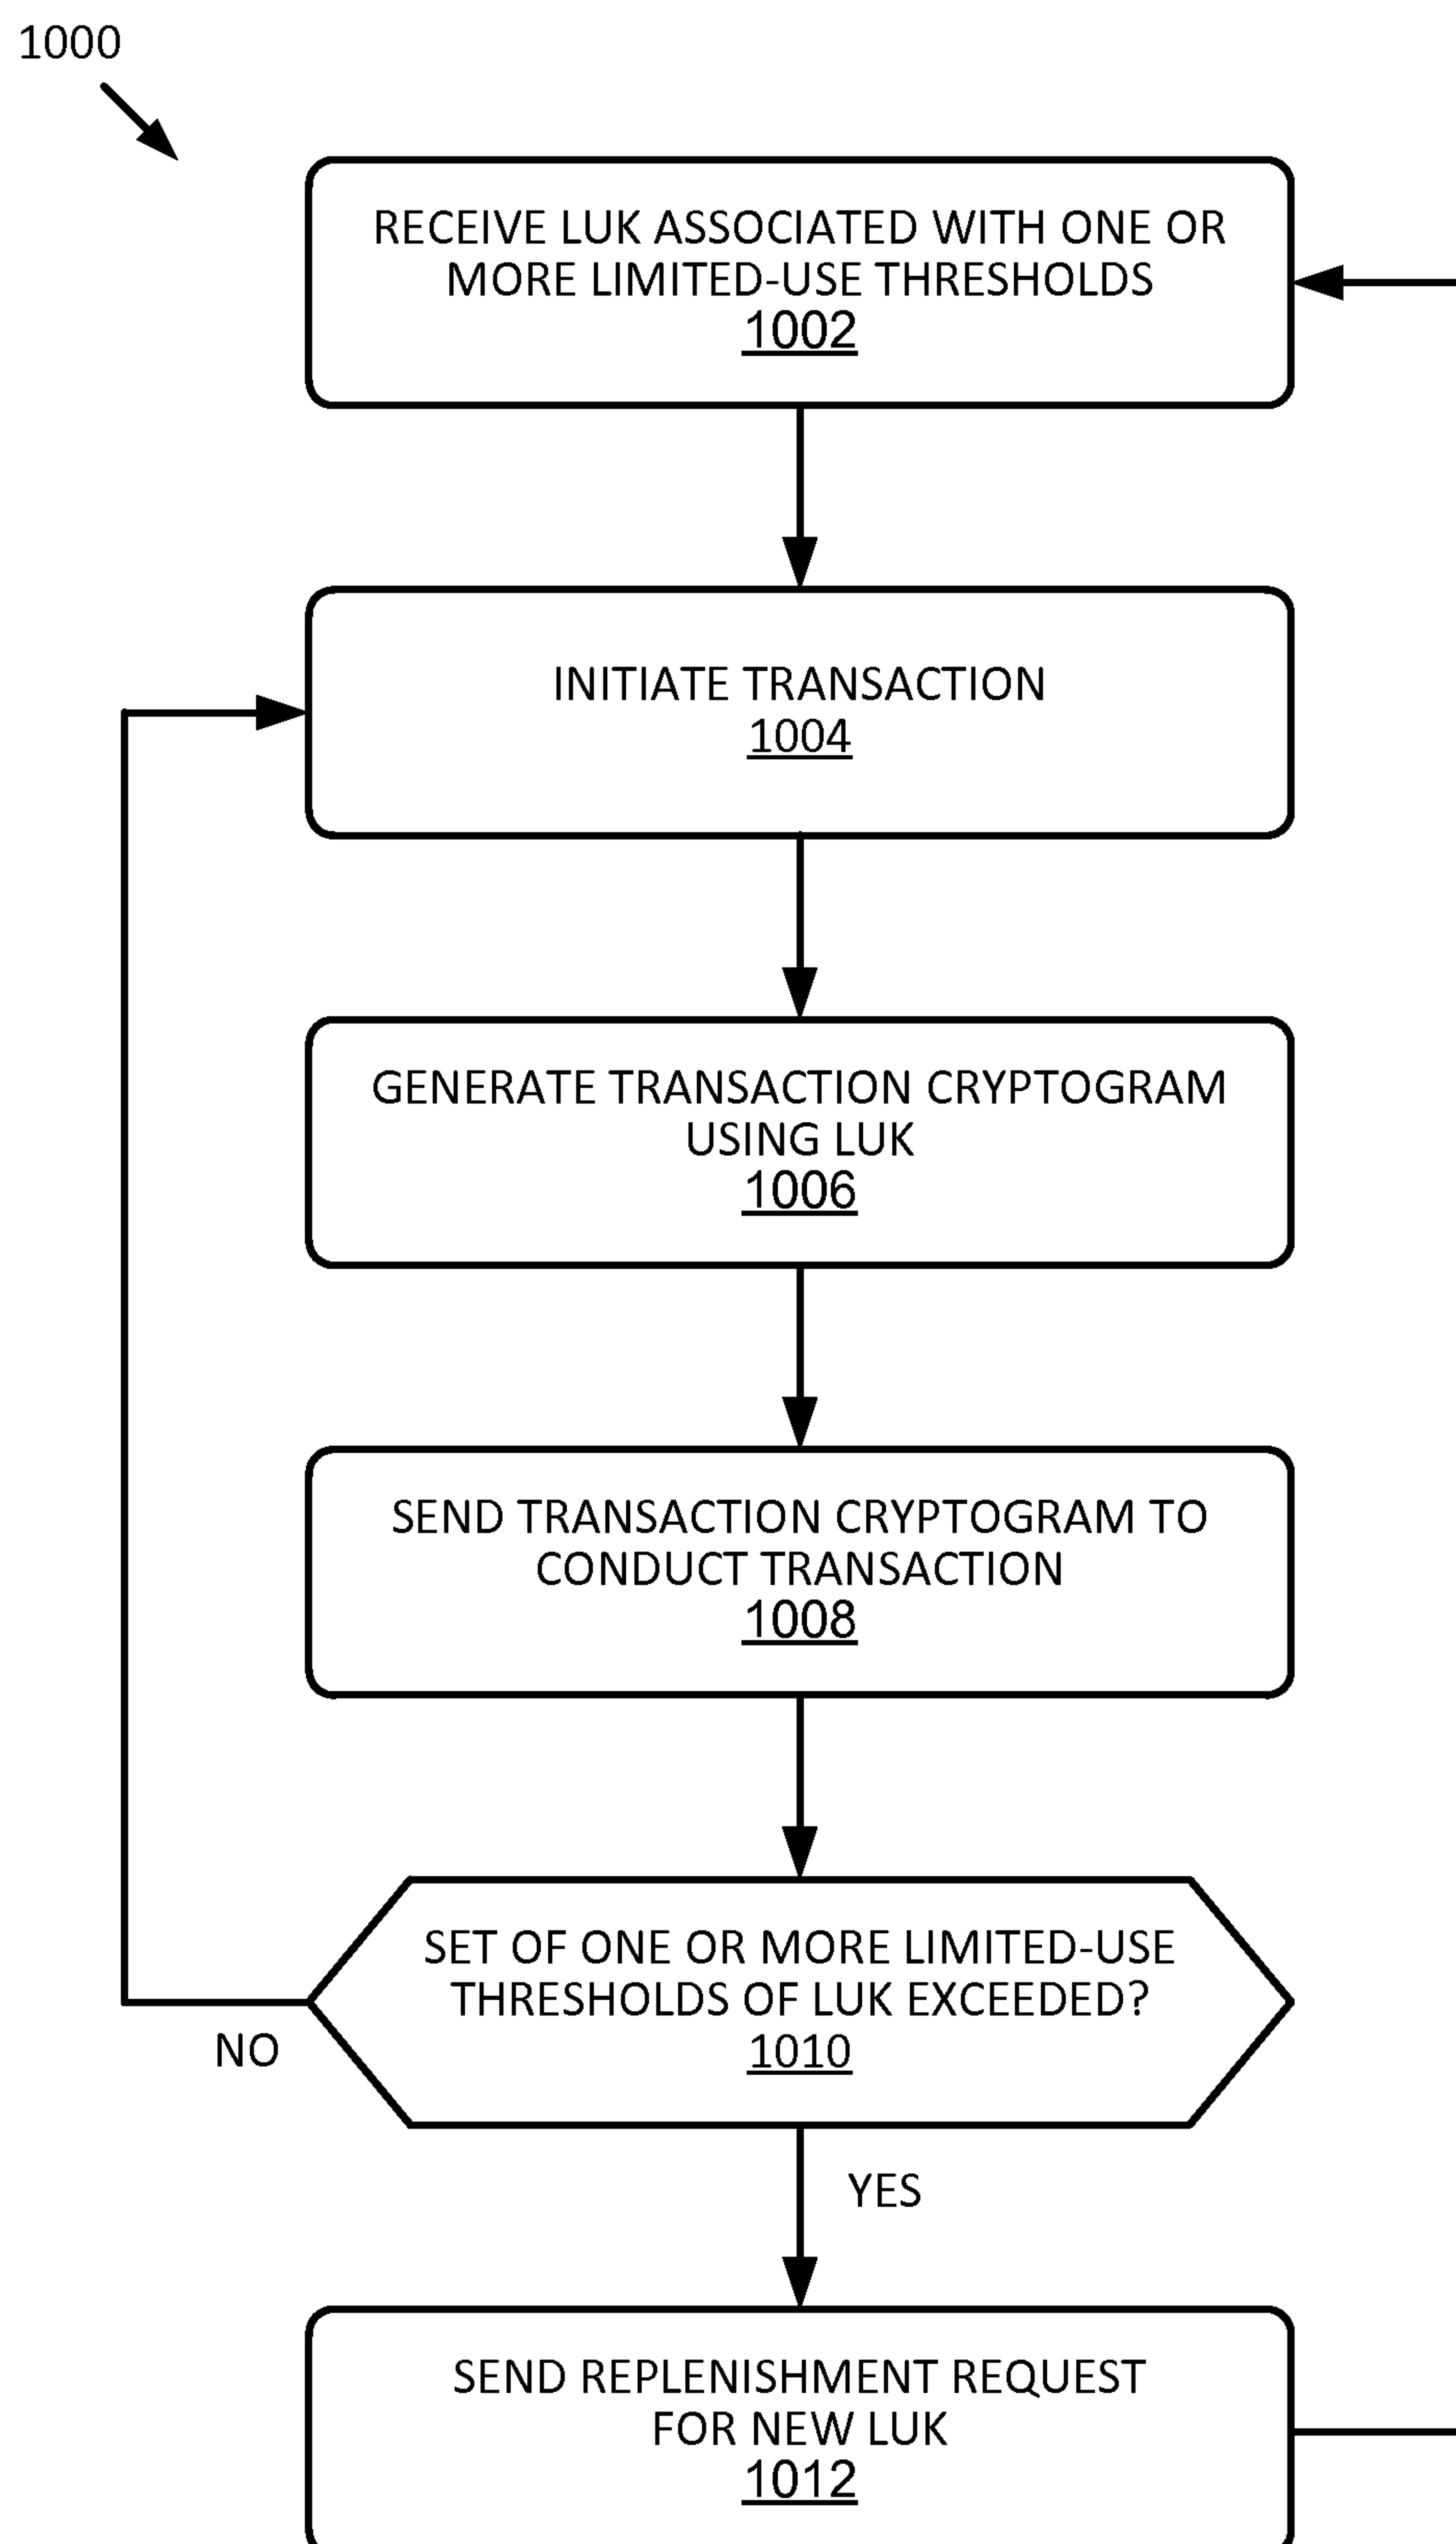 1000
RECEIVE LUK ASSOCIATED WITH ONE OR
MORE LIMITED-USE THRESHOLDS
1002
INITIATE TRANSACTION
1004
GENERATE TRANSACTION CRYPTOGRAM
USING LUK
1006
SEND TRANSACTION CRYPTOGRAM TO
CONDUCT TRANSACTION
1008
SET OF ONE OR MORE LIMITED-USE
THRESHOLDS OF LUK EXCEEDED?
1010
NO
YES
SEND REPLENISHMENT REQUEST
FOR NEW LUK
1012